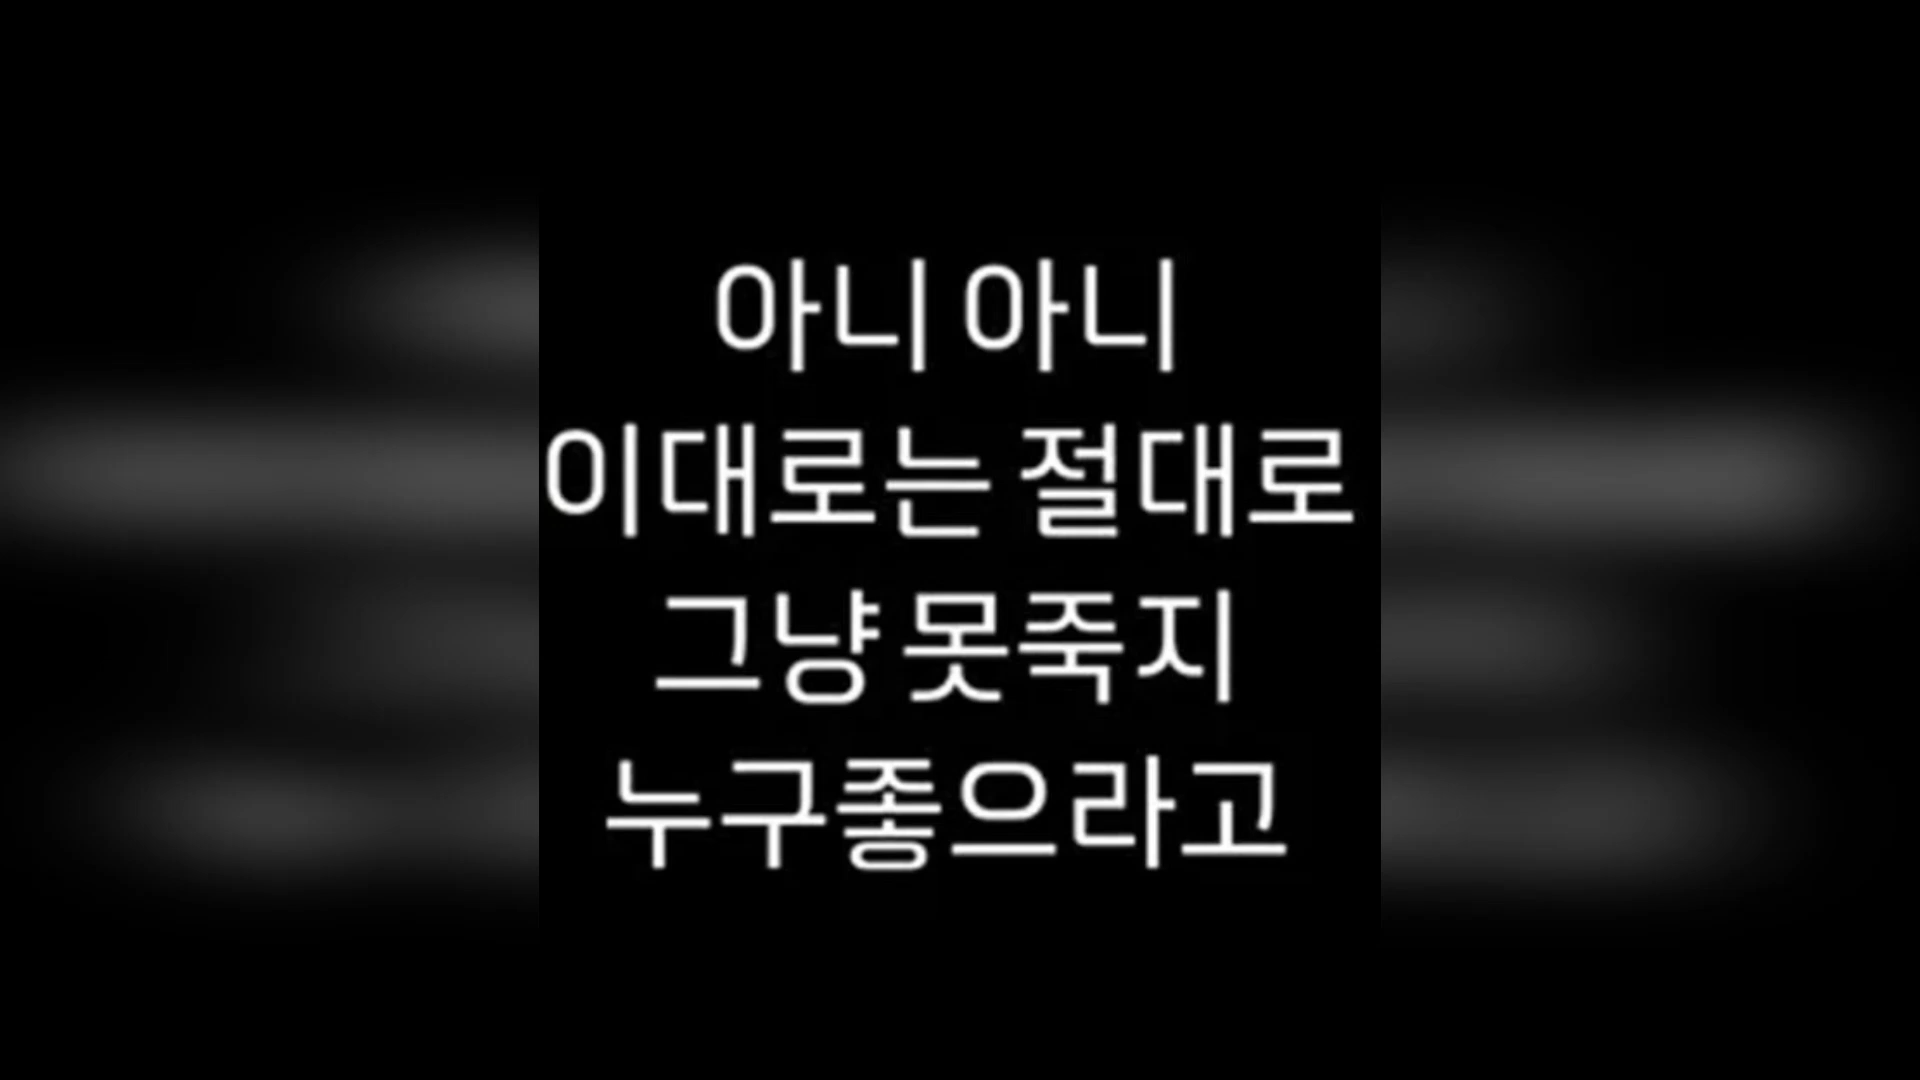 아니 아니
이대로는 절대로
그냥 못죽지
누구좋으라고